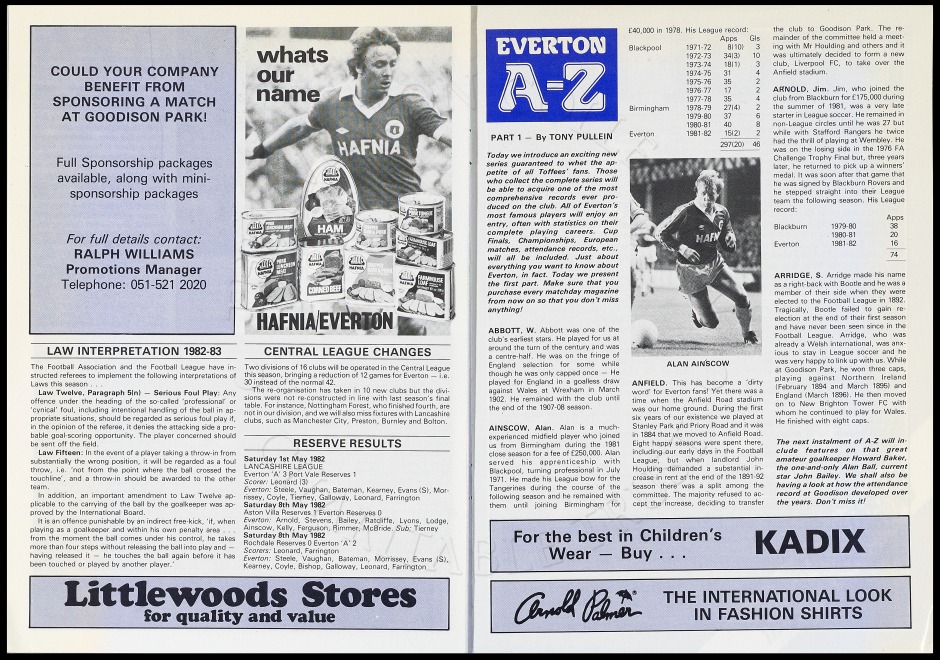 COULD YOUR COMPANY
BENEFIT FROM
SPONSORING A MATCH
AT GOODISON PARK!
Full Sponsorship packages
available, along with mini-
sponsorship packages
For full details contact:
RALPH WILLIAMS
Promotions Manager
Telephone: 051-521 2020
whats
our
name
HAFNIA
HAM
CORNED BEEF
HAFNIA/EVERTON
LAW INTERPRETATION 1982-83
The Football Association and the Football League have in-
structed referees to implement the following interpretations of
Laws this season . . .
Law Twelve, Paragraph 5(n) — Serious Foul Play: Any
offence under the heading of the so-called 'professional' or
'cynical' foul, including intentional handling of the ball in ap-
propriate situations, should be regarded as serious foul play if,
in the opinion of the referee, it denies the attacking side a pro-
bable goal-scoring opportunity. The player concerned should
be sent off the field.
Law Fifteen: In the event of a player taking a throw-in from
substantially the wrong position, it will be regarded as a foul
throw, i.e. 'not from the point where the ball crossed the
touchline', and a throw-in should be awarded to the other
team.
In addition, an important amendment to Law Twelve ap-
plicable to the carrying of the ball by the goalkeeper was ap-
proved by the International Board.
It is an offence punishable by an indirect free-kick, 'if, when
playing as a goalkeeper and within his own penalty area . . .
from the moment the ball comes under his control, he takes
more than four steps without releasing the ball into play and —
having released it — he touches the ball again before it has
been touched or played by another player.'
CENTRAL LEAGUE CHANGES
Two divisions of 16 clubs will be operated in the Central League
this season, bringing a reduction of 12 games for Everton — i.e.
30 instead of the normal 42.
The re-organisation has taken in 10 new clubs but the divi-
sions were not re-constructed in line with last season's final
table. For instance, Nottingham Forest, who finished fourth, are
not in our division, and we will also miss fixtures with Lancashire
clubs, such as Manchester City, Preston, Burnley and Bolton.
RESERVE RESULTS
Saturday 1st May 1982
LANCASHIRE LEAGUE
Everton 'A' 3 Port Vale Reserves 1
Scorer: Leonard (3)
Everton: Steele, Vaughan, Bateman, Kearney, Evans (S), Mor-
rissey, Coyle, Tierney, Galloway, Leonard, Farrington
Saturday 8th May 1982
Aston Villa Reserves 1 Everton Reserves 0
Everton: Arnold, Stevens, Bailey, Ratcliffe, Lyons, Lodge,
Ainscow, Kelly, Ferguson, Rimmer, McBride. Sub: Tierney
Saturday 8th May 1982
Rochdale Reserves 0 Everton 'A' 2
Scorers: Leonard, Farrington
Everton: Steele, Vaughan, Bateman, Morrissey, Evans (S),
Kearney, Coyle, Bishop, Galloway, Leonard, Farrington
Littlewoods Stores
for quality and value
EVERTON
A-Z
PART 1 — By TONY PULLEIN
Today we introduce an exciting new
series guaranteed to whet the ap-
petite of all Toffees' fans. Those
who collect the complete series will
be able to acquire one of the most
comprehensive records ever pro-
duced on the club. All of Everton's
most famous players will enjoy an
entry, often with statistics on their
complete playing careers. Cup
Finals, Championships, European
matches, attendance records, etc.,
will all be included. Just about
everything you want to know about
Everton, in fact. Today we present
the first part. Make sure that you
purchase every matchday magazine
from now on so that you don't miss
anything!
ABBOTT, W. Abbott was one of the
club's earliest stars. He played for us at
around the turn of the century and was
a centre-half. He was on the fringe of
England selection for some while
though he was only capped once — He
played for England in a goalless draw
against Wales at Wrexham in March
1902. He remained with the club until
the end of the 1907-08 season.
AINSCOW, Alan. Alan is a much-
experienced midfield player who joined
us from Birmingham during the 1981
close season for a fee of £250,000. Alan
served his apprenticeship with
Blackpool, turning professional in July
1971. He made his League bow for the
Tangerines during the course of the
following season and he remained with
them until joining Birmingham for
£40,000 in 1978. His League record:
Apps Gls
Blackpool 1971-72 8(10) 3
1972-73 34(3) 10
1973-74 18(1) 3
1974-75 31 4
1975-76 35 2
1976-77 17 2
1977-78 35 4
Birmingham 1978-79 27(4) 2
1979-80 37 6
1980-81 40 8
Everton 1981-82 15(2) 2
297(20) 46
ALAN AINSCOW
ANFIELD. This has become a 'dirty
word' for Everton fans! Yet there was a
time when the Anfield Road stadium
was our home ground. During the first
six years of our existence we played at
Stanley Park and Priory Road and it was
in 1884 that we moved to Anfield Road.
Eight happy seasons were spent there,
including our early days in the Football
League, but when landlord John
Houlding demanded a substantial in-
crease in rent at the end of the 1891-92
season there was a split among the
committee. The majority refused to ac-
cept the increase, deciding to transfer
the club to Goodison Park. The re-
mainder of the committee held a meet-
ing with Mr Houlding and others and it
was ultimately decided to form a new
club, Liverpool FC, to take over the
Anfield stadium.
ARNOLD, Jim. Jim, who joined the
club from Blackburn for £175,000 during
the summer of 1981, was a very late
starter in League soccer. He remained in
non-League circles until he was 27 but
while with Stafford Rangers he twice
had the thrill of playing at Wembley. He
was on the losing side in the 1976 FA
Challenge Trophy Final but, three years
later, he returned to pick up a winners'
medal. It was soon after that game that
he was signed by Blackburn Rovers and
he stepped straight into their League
team the following season. His League
record:
Apps
Blackburn 1979-80 38
1980-81 20
Everton 1981-82 16
74
ARRIDGE, S. Arridge made his name
as a right-back with Bootle and he was a
member of their side when they were
elected to the Football League in 1892.
Tragically, Bootle failed to gain re-
election at the end of their first season
and have never been seen since in the
Football League. Arridge, who was
already a Welsh international, was anx-
ious to stay in League soccer and he
was very happy to link up with us. While
at Goodison Park, he won three caps,
playing against Northern Ireland
(February 1894 and March 1896) and
England (March 1896). He then moved
on to New Brighton Tower FC with
whom he continued to play for Wales.
He finished with eight caps.
The next instalment of A-Z will in-
clude features on that great
amateur goalkeeper Howard Baker,
the one-and-only Alan Ball, current
star John Bailey. We shall also be
having a look at how the attendance
record at Goodison developed over
the years. Don't miss it!
For the best in Children's
Wear — Buy . . .
KADIX
Arnold Palmer
THE INTERNATIONAL LOOK
IN FASHION SHIRTS